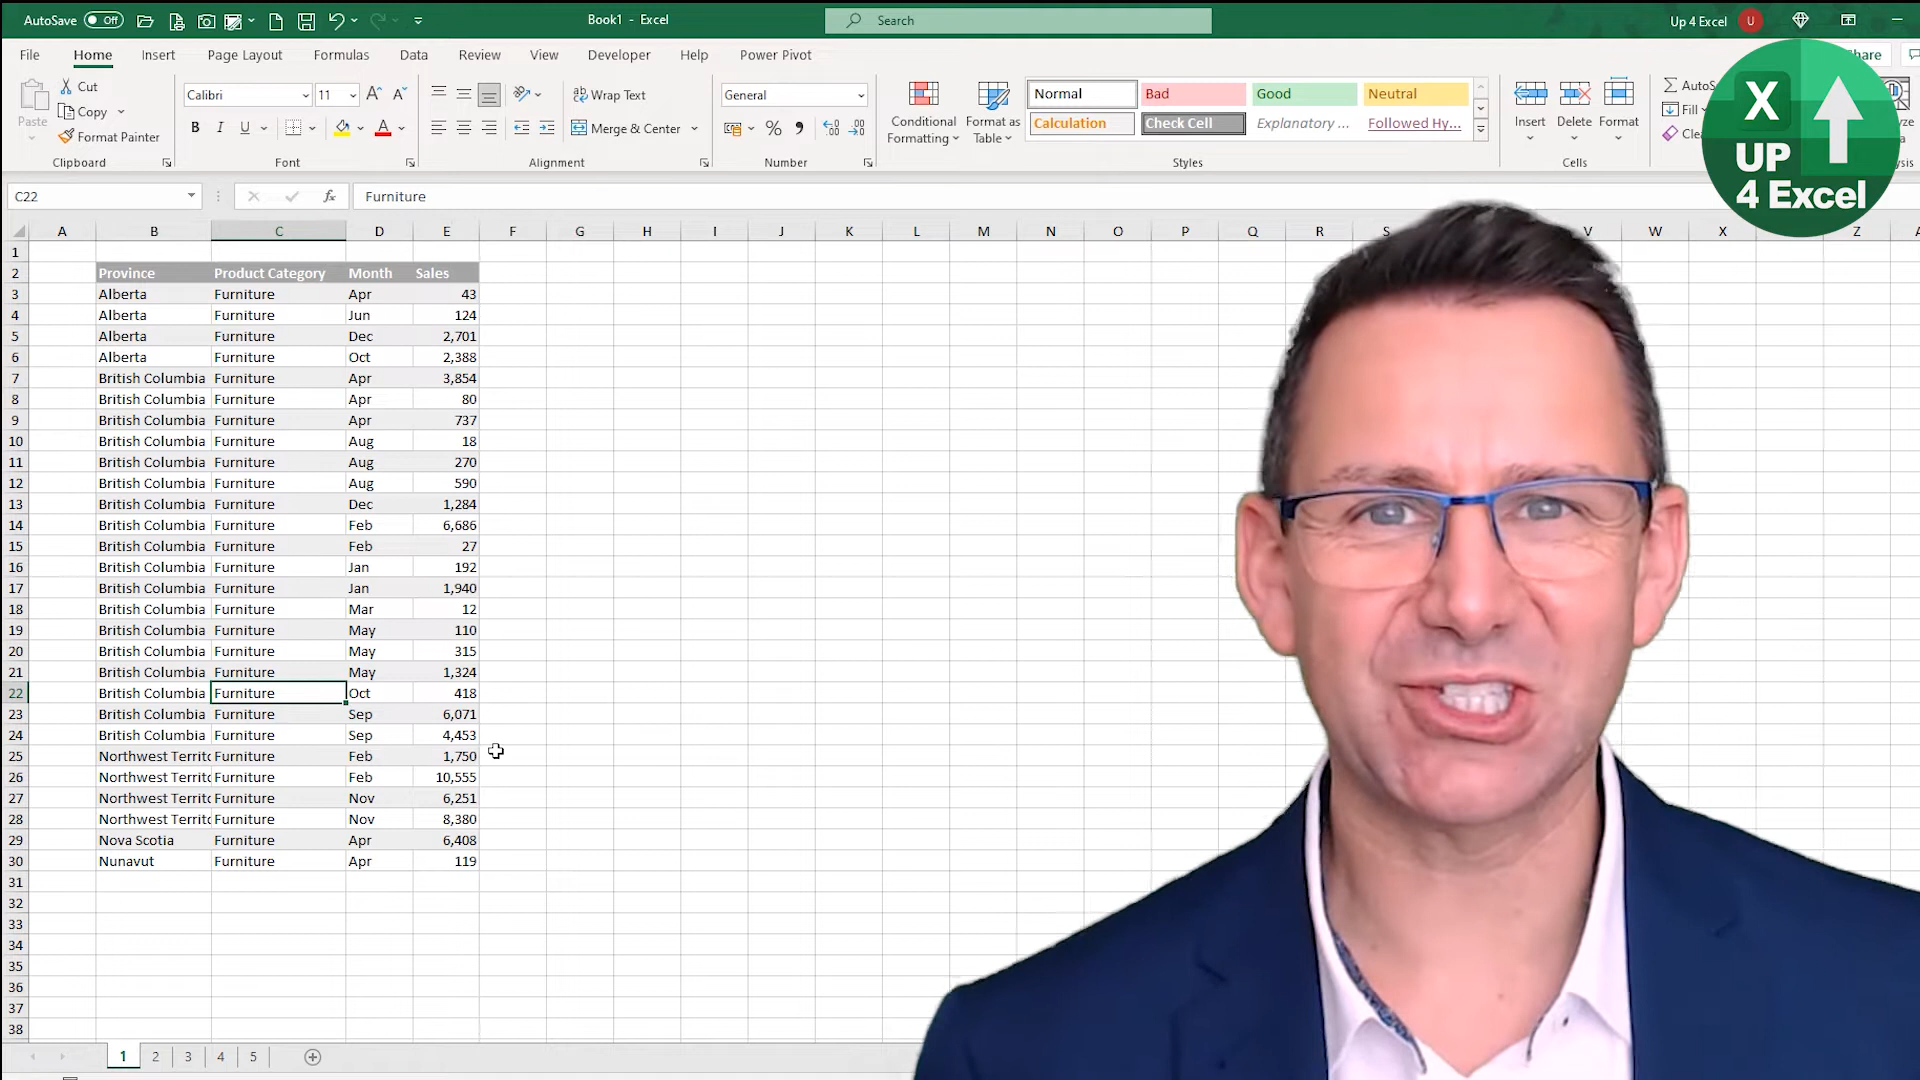 AutoSave Off Book1 - Excel Search Up 4 Excel U
File Home Insert Page Layout Formulas Data Review View Developer Help Power Pivot
Cut
Copy
Paste
Format Painter
Clipboard
Calibri 11
B I U A
Font
ab Wrap Text
Merge & Center
Alignment
General
%
Number
Conditional Formatting
Format as Table
Normal Bad Good Neutral
Calculation Check Cell Explanatory ... Followed Hy...
Styles
Insert Delete Format
Cells
Fill
X
UP
4 Excel
C22 fx Furniture
A B C D E F G H I J K L M N O P Q R S V W X Z
1
2 Province Product Category Month Sales
3 Alberta Furniture Apr 43
4 Alberta Furniture Jun 124
5 Alberta Furniture Dec 2,701
6 Alberta Furniture Oct 2,388
7 British Columbia Furniture Apr 3,854
8 British Columbia Furniture Apr 80
9 British Columbia Furniture Apr 737
10 British Columbia Furniture Aug 18
11 British Columbia Furniture Aug 270
12 British Columbia Furniture Aug 590
13 British Columbia Furniture Dec 1,284
14 British Columbia Furniture Feb 6,686
15 British Columbia Furniture Feb 27
16 British Columbia Furniture Jan 192
17 British Columbia Furniture Jan 1,940
18 British Columbia Furniture Mar 12
19 British Columbia Furniture May 110
20 British Columbia Furniture May 315
21 British Columbia Furniture May 1,324
22 British Columbia Furniture Oct 418
23 British Columbia Furniture Sep 6,071
24 British Columbia Furniture Sep 4,453
25 Northwest Territo Furniture Feb 1,750
26 Northwest Territo Furniture Feb 10,555
27 Northwest Territo Furniture Nov 6,251
28 Northwest Territo Furniture Nov 8,380
29 Nova Scotia Furniture Apr 6,408
30 Nunavut Furniture Apr 119
31
32
33
34
35
36
37
38
1 2 3 4 5